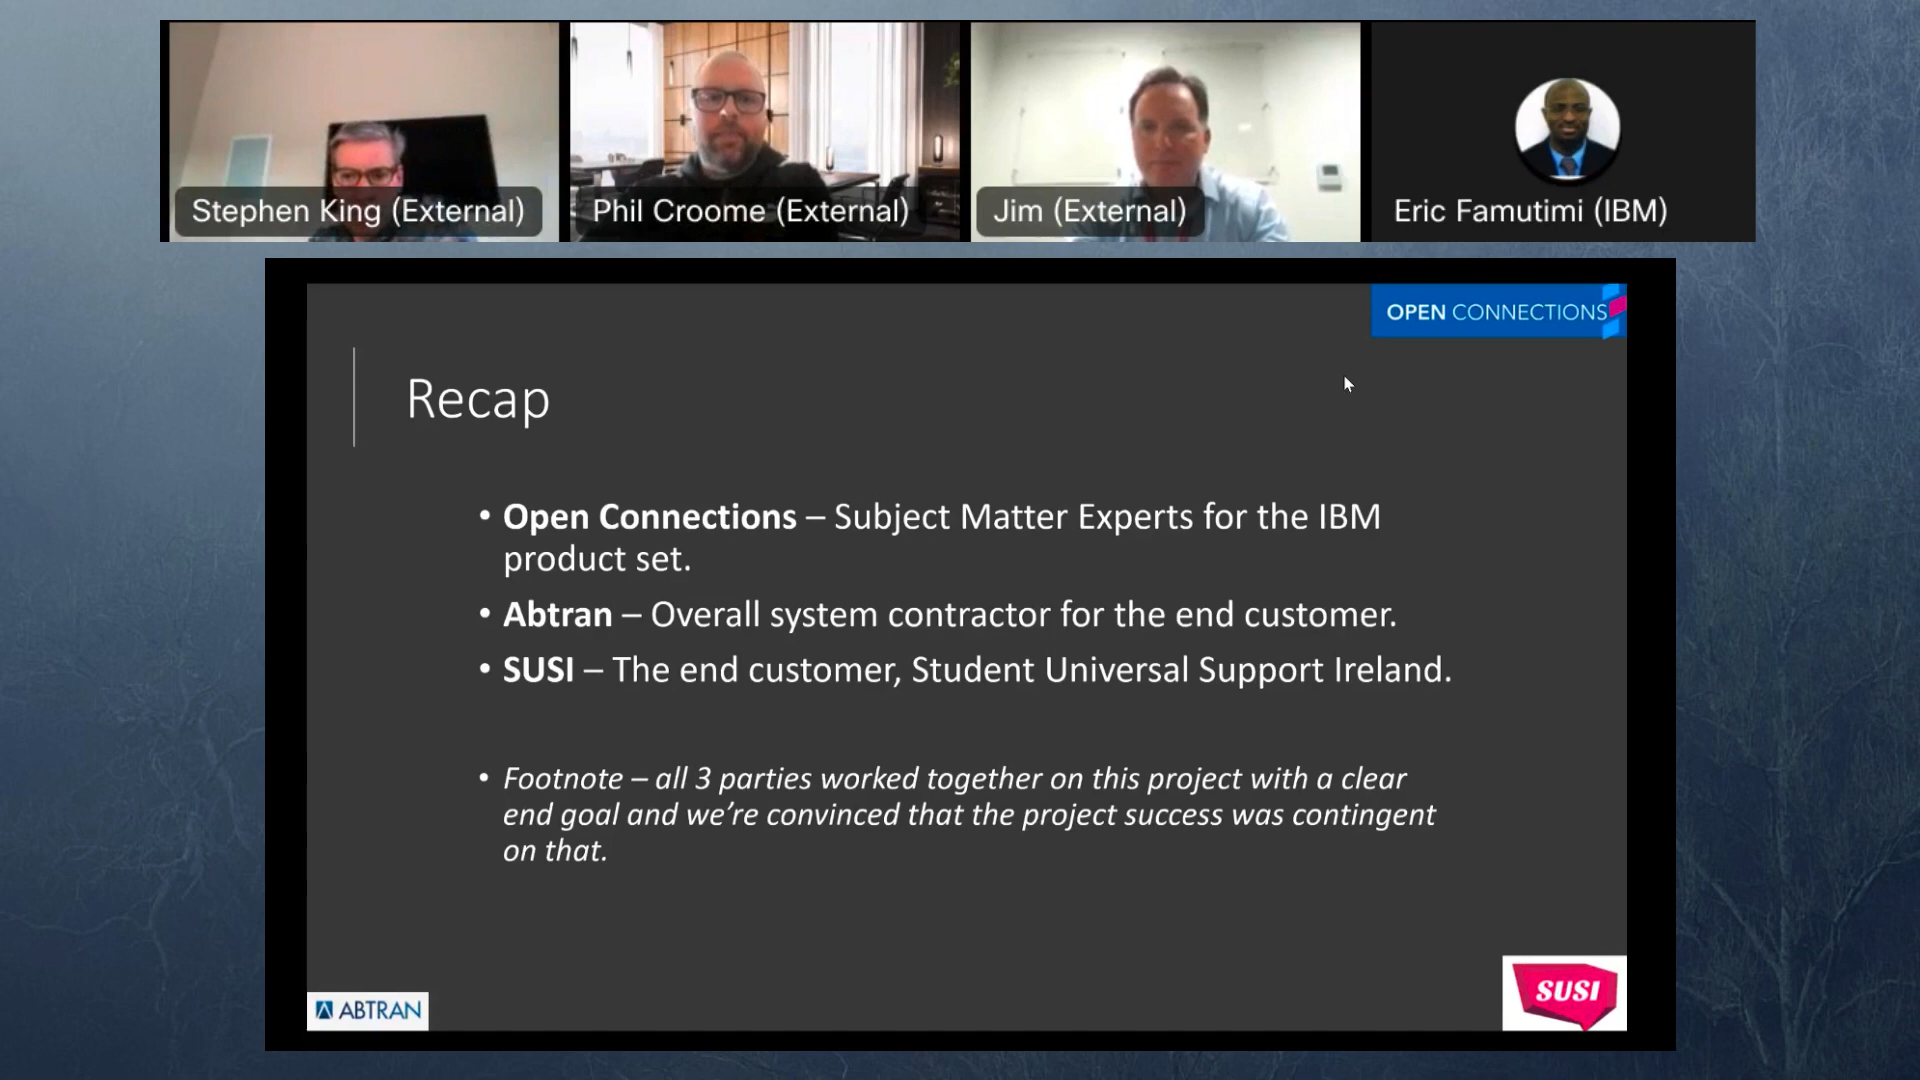 Stephen King (External)
Phil Croome (External)
Jim (External)
Eric Famutimi (IBM)
OPEN CONNECTIONS
Recap
• Open Connections – Subject Matter Experts for the IBM
product set.
• Abtran – Overall system contractor for the end customer.
• SUSI – The end customer, Student Universal Support Ireland.
• Footnote – all 3 parties worked together on this project with a clear
end goal and we’re convinced that the project success was contingent
on that.
ABTRAN
SUSI